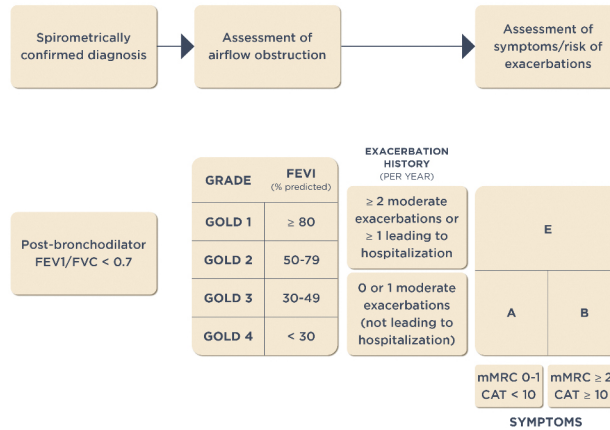 Spirometrically
confirmed diagnosis
Assessment of
airflow obstruction
Assessment of
symptoms/risk of
exacerbations
Post-bronchodilator
FEV1/FVC < 0.7
GRADE
FEVI
(% predicted)
GOLD 1
≥ 80
GOLD 2
50-79
GOLD 3
30-49
GOLD 4
< 30
EXACERBATION
HISTORY
(PER YEAR)
≥ 2 moderate
exacerbations or
≥ 1 leading to
hospitalization
0 or 1 moderate
exacerbations
(not leading to
hospitalization)
E
A
B
mMRC 0-1
CAT < 10
mMRC ≥ 2
CAT ≥ 10
SYMPTOMS